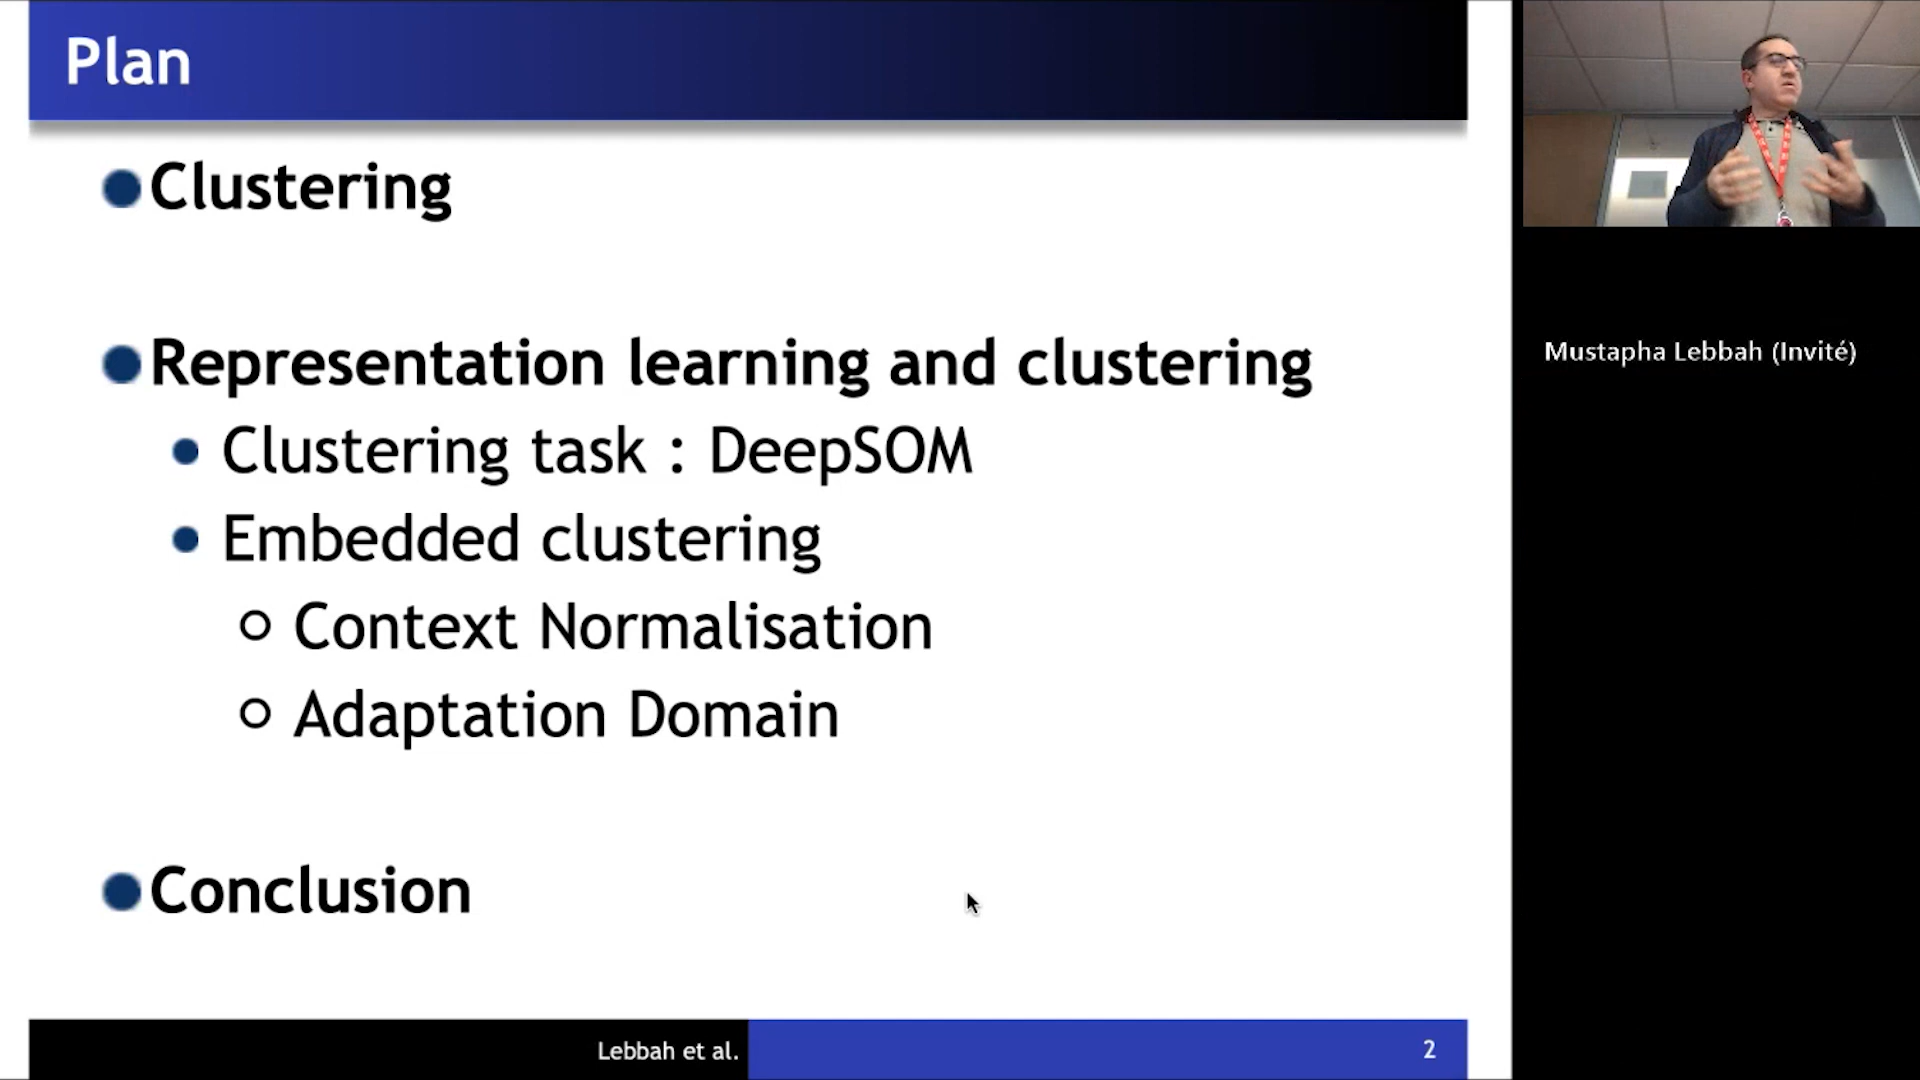 Plan
Clustering
Representation learning and clustering
Clustering task : DeepSOM
Embedded clustering
Context Normalisation
Adaptation Domain
Conclusion
Lebbah et al.
2
Mustapha Lebbah (Invité)